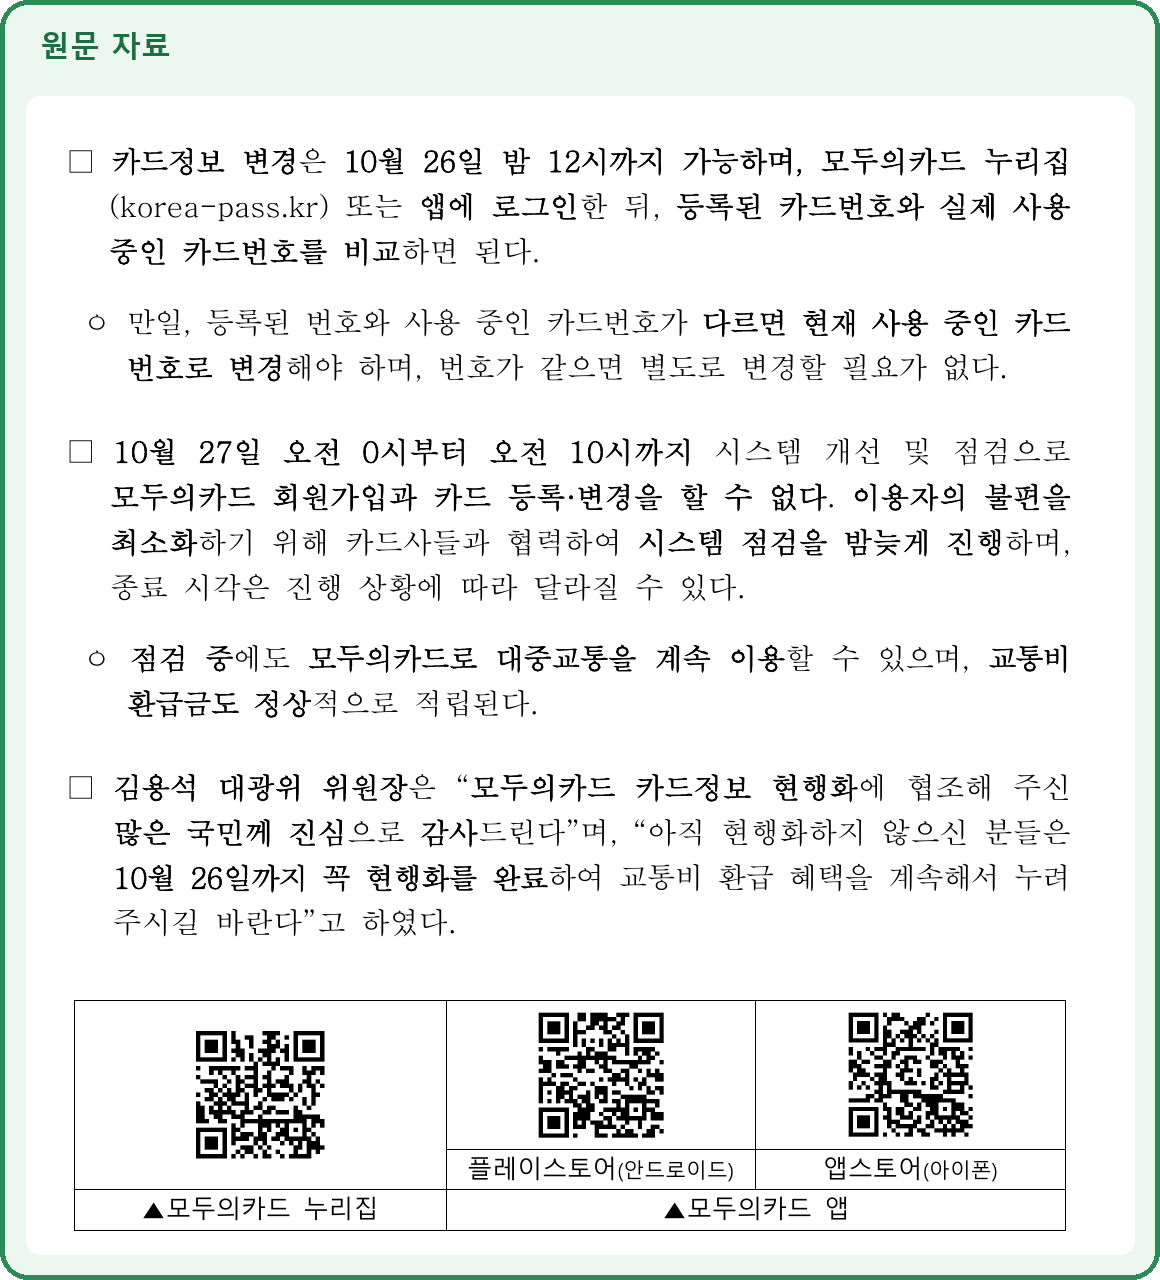 원문 자료
□ 카드정보 변경은 10월 26일 밤 12시까지 가능하며, 모두의카드 누리집
(korea-pass.kr) 또는 앱에 로그인한 뒤, 등록된 카드번호와 실제 사용
중인 카드번호를 비교하면 된다.
ㅇ 만일, 등록된 번호와 사용 중인 카드번호가 다르면 현재 사용 중인 카드
번호로 변경해야 하며, 번호가 같으면 별도로 변경할 필요가 없다.
□ 10월 27일 오전 0시부터 오전 10시까지 시스템 개선 및 점검으로
모두의카드 회원가입과 카드 등록·변경을 할 수 없다. 이용자의 불편을
최소화하기 위해 카드사들과 협력하여 시스템 점검을 밤늦게 진행하며,
종료 시각은 진행 상황에 따라 달라질 수 있다.
ㅇ 점검 중에도 모두의카드로 대중교통을 계속 이용할 수 있으며, 교통비
환급금도 정상적으로 적립된다.
□ 김용석 대광위 위원장은 “모두의카드 카드정보 현행화에 협조해 주신
많은 국민께 진심으로 감사드린다”며, “아직 현행화하지 않으신 분들은
10월 26일까지 꼭 현행화를 완료하여 교통비 환급 혜택을 계속해서 누려
주시길 바란다”고 하였다.
플레이스토어(안드로이드) 앱스토어(아이폰)
▲모두의카드 누리집 ▲모두의카드 앱